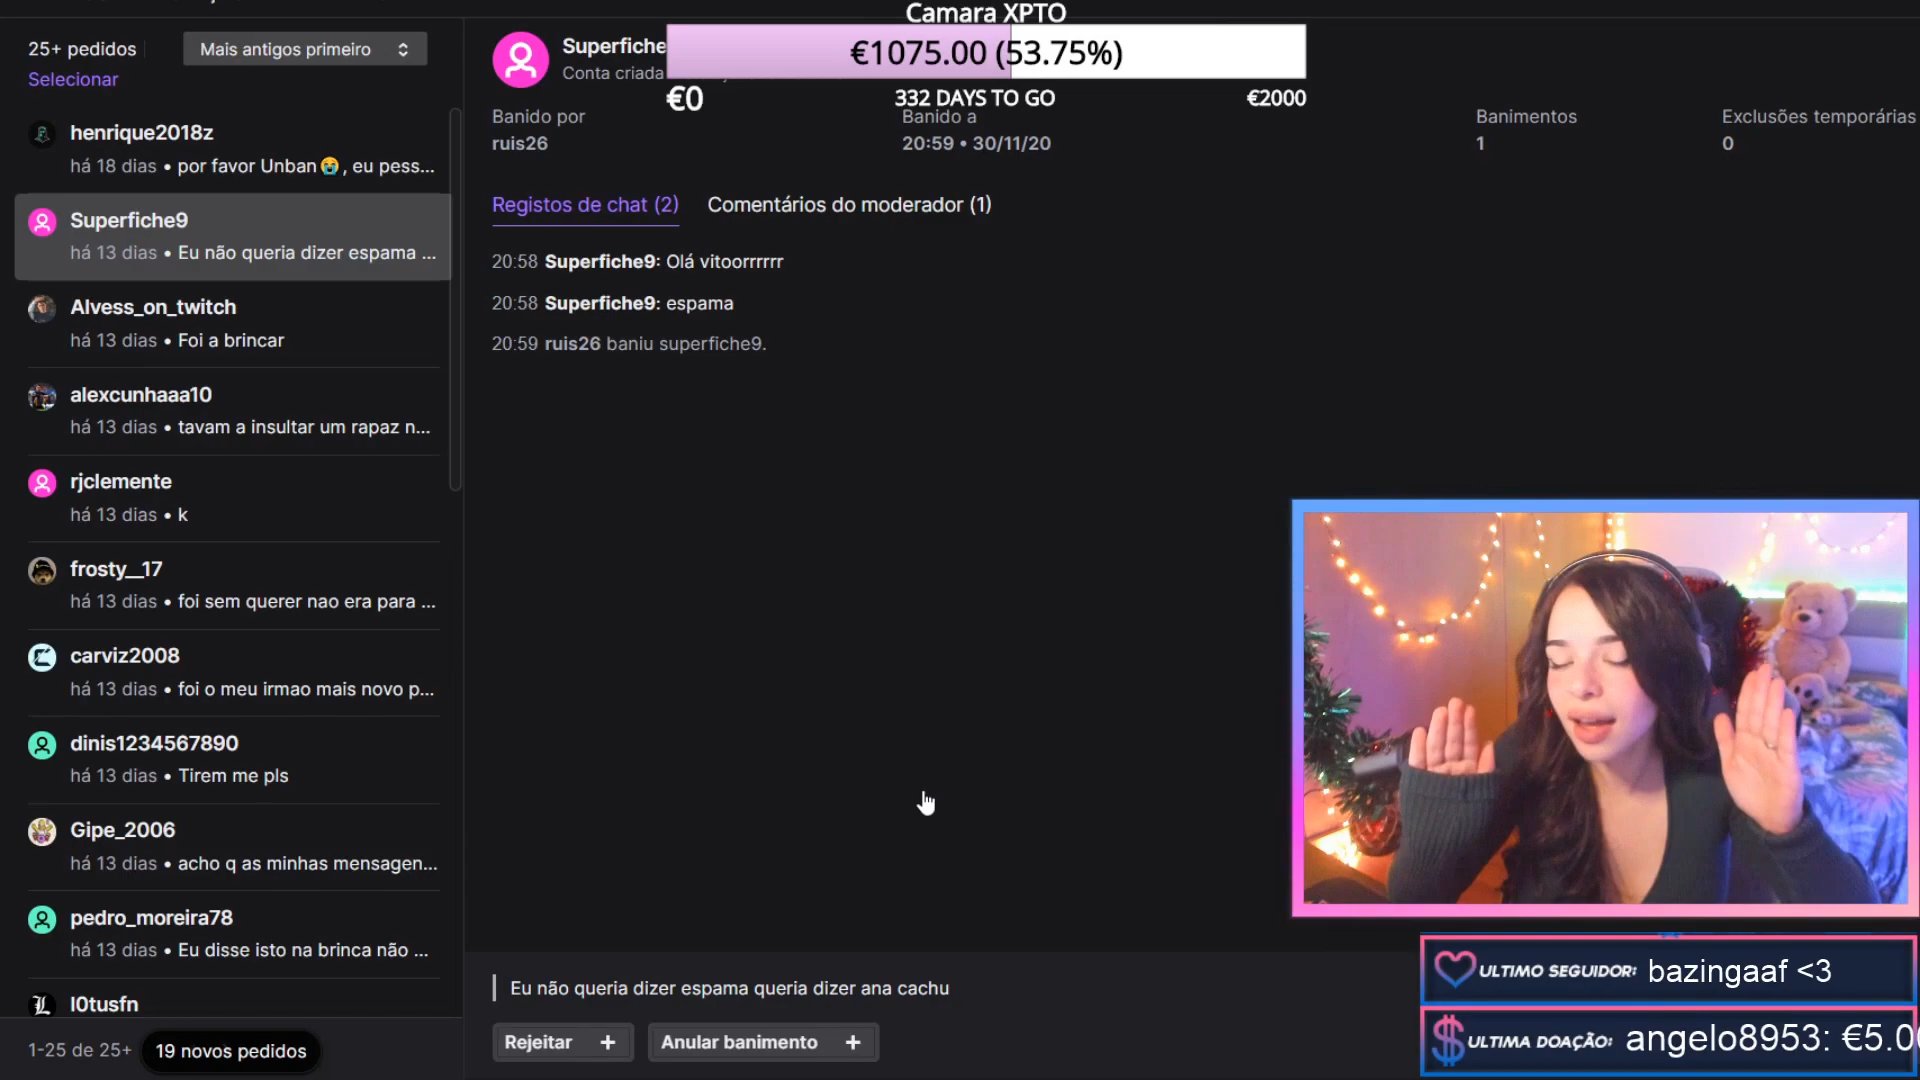 Camara XPTO
€1075.00 (53.75%)
€0
332 DAYS TO GO
€2000
25+ pedidos
Mais antigos primeiro
Selecionar
henrique2018z
há 18 dias • por favor Unban😭, eu pess...
Superfiche9
há 13 dias • Eu não queria dizer espama ...
Alvess_on_twitch
há 13 dias • Foi a brincar
alexcunhaaa10
há 13 dias • tavam a insultar um rapaz n...
rjclemente
há 13 dias • k
frosty__17
há 13 dias • foi sem querer nao era para ...
carviz2008
há 13 dias • foi o meu irmao mais novo p...
dinis1234567890
há 13 dias • Tirem me pls
Gipe_2006
há 13 dias • acho q as minhas mensagen...
pedro_moreira78
há 13 dias • Eu disse isto na brinca não ...
l0tusfn
1-25 de 25+
19 novos pedidos
Superfiche
Conta criada
Banido por
ruis26
Banido a
20:59 • 30/11/20
Banimentos
1
Exclusões temporárias
0
Registos de chat (2)
Comentários do moderador (1)
20:58 Superfiche9: Olá vitoorrrrrr
20:58 Superfiche9: espama
20:59 ruis26 baniu superfiche9.
Eu não queria dizer espama queria dizer ana cachu
Rejeitar +
Anular banimento +
ULTIMO SEGUIDOR: bazingaaf <3
ULTIMA DOAÇÃO: angelo8953: €5.0